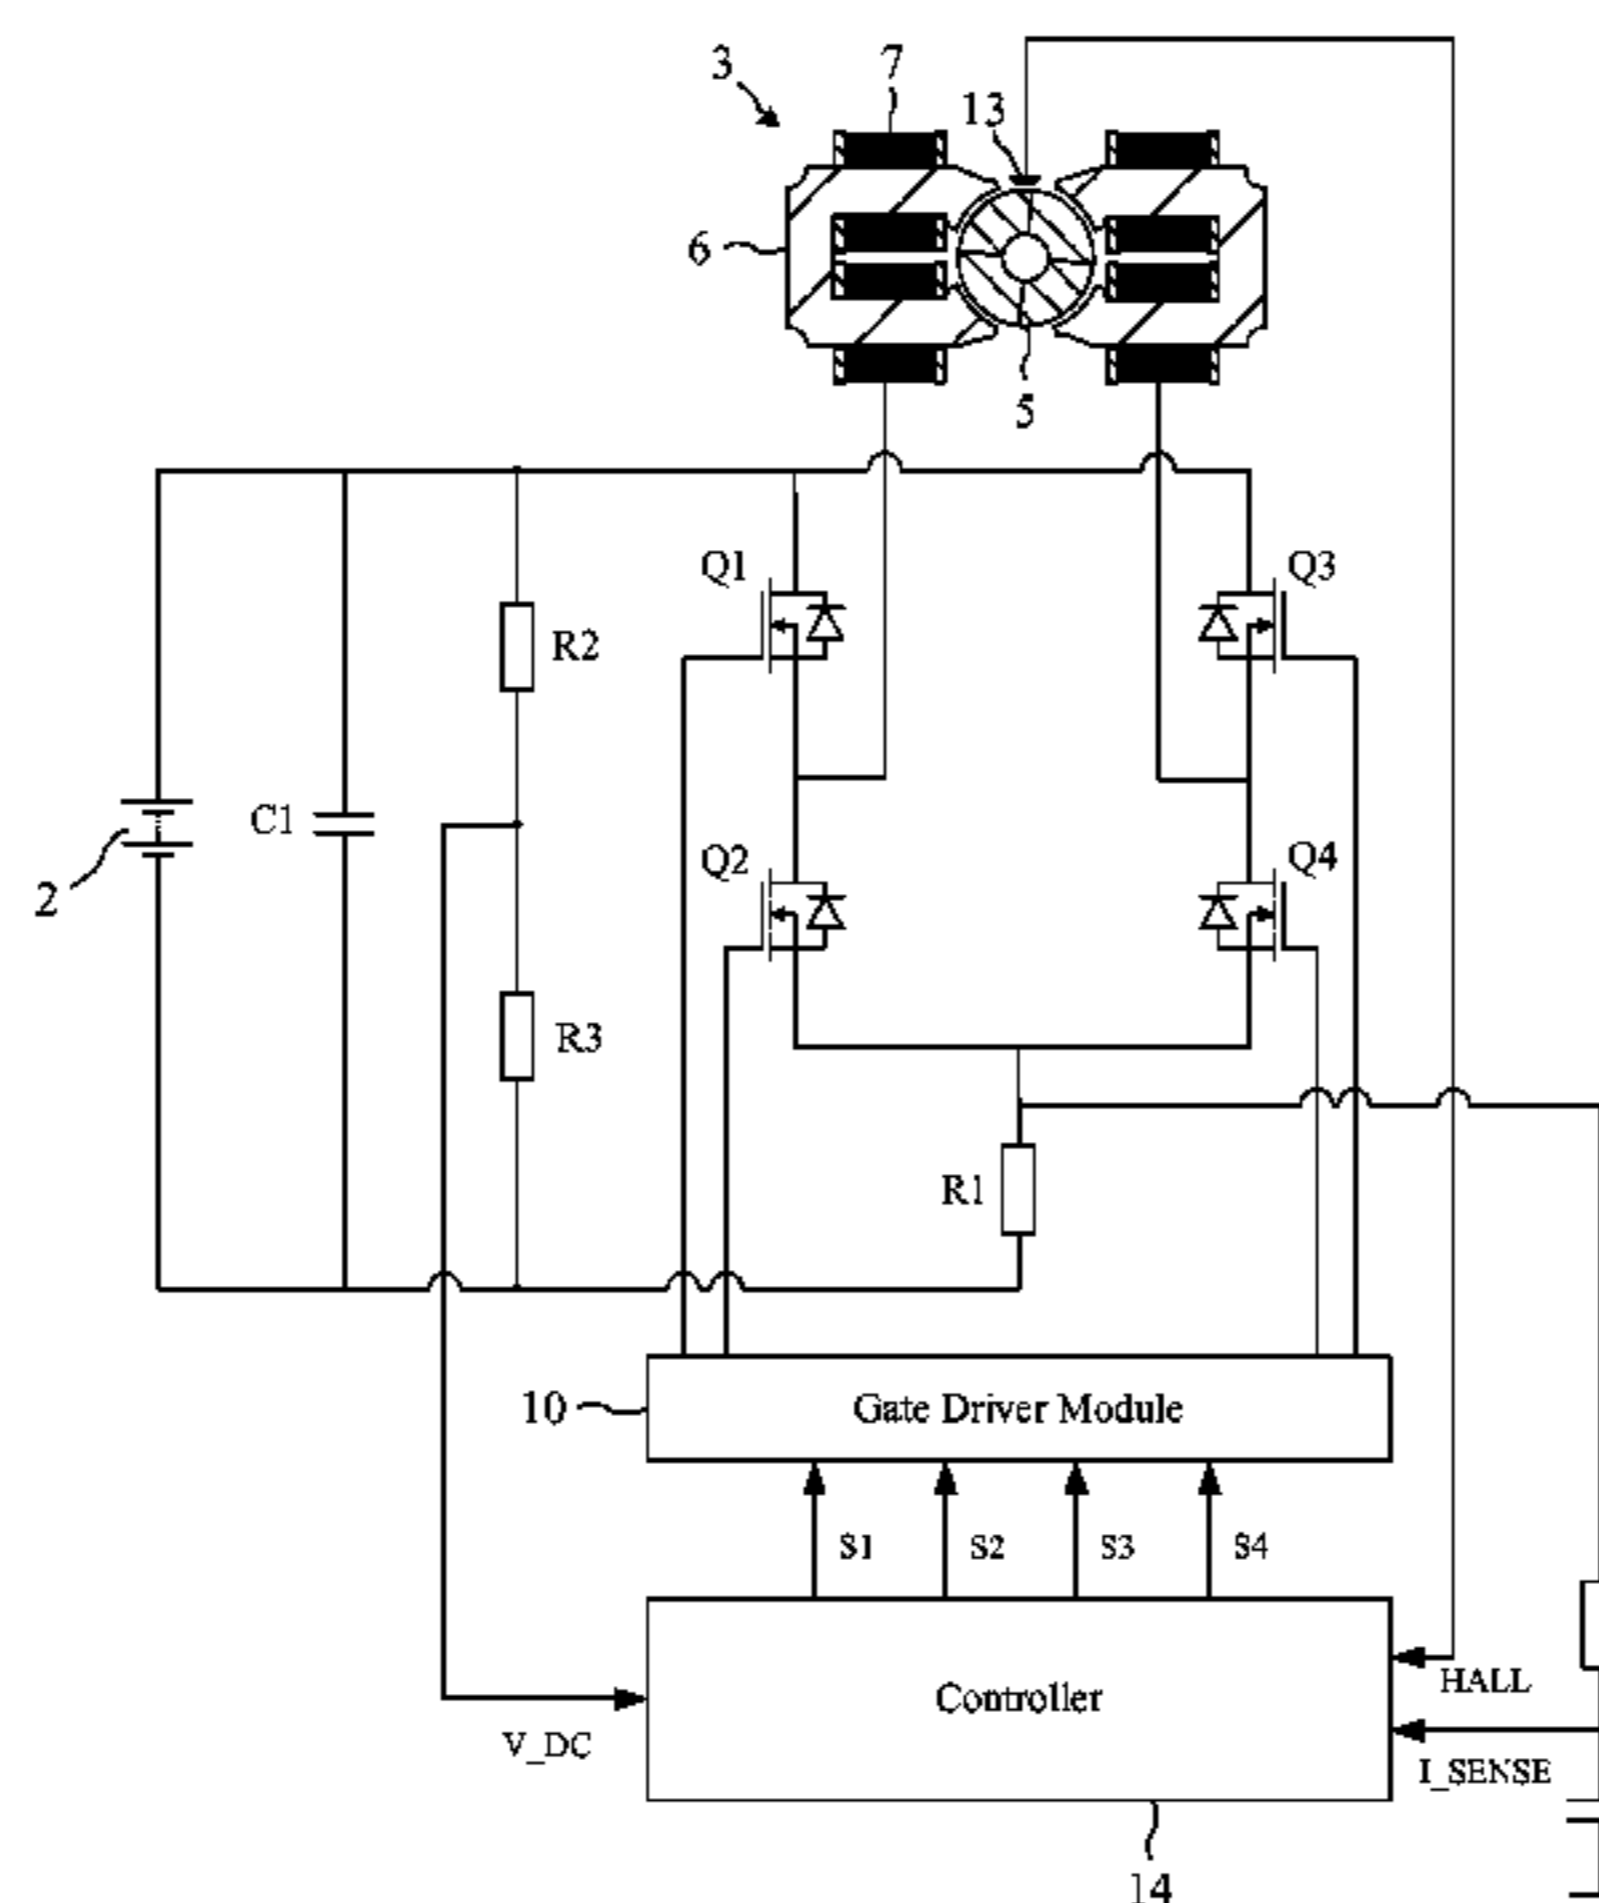 3
7
13
6
5
Q1
Q3
R2
C1
Q2
Q4
2
R3
R1
10
Gate Driver Module
S1 S2 S3 S4
HALL
Controller
V_DC
I_SENSE
14